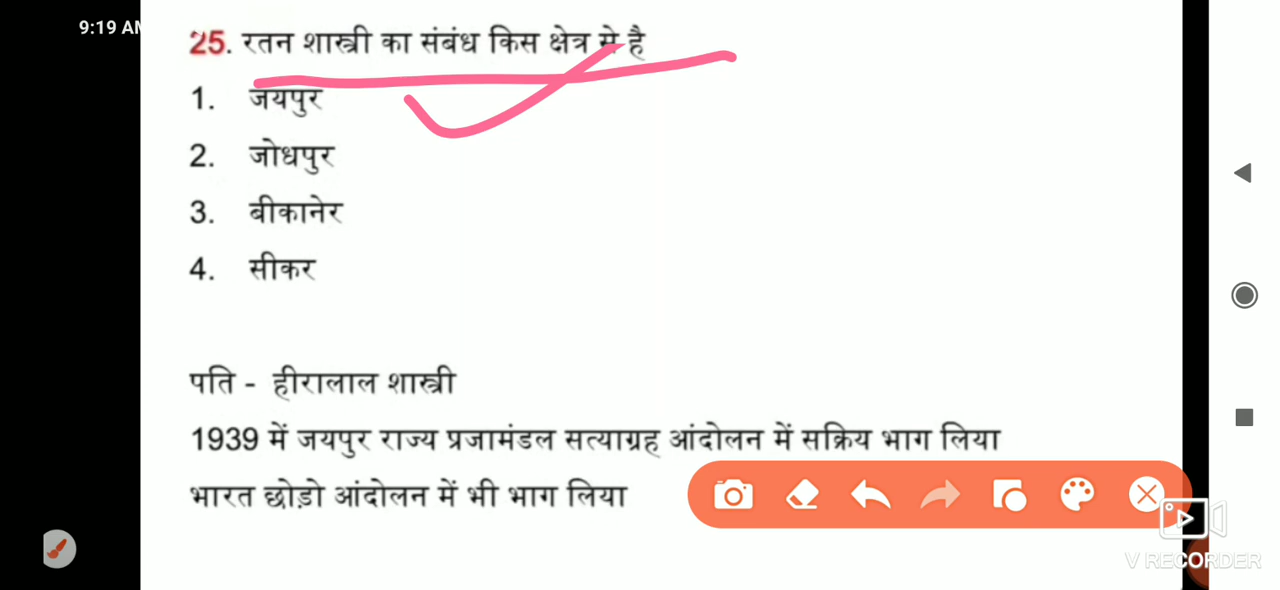 9:19 AM
25. रतन शास्त्री का संबंध किस क्षेत्र से है
1. जयपुर
2. जोधपुर
3. बीकानेर
4. सीकर
पति - हीरालाल शास्त्री
1939 में जयपुर राज्य प्रजामंडल सत्याग्रह आंदोलन में सक्रिय भाग लिया
भारत छोड़ो आंदोलन में भी भाग लिया
V RECORDER